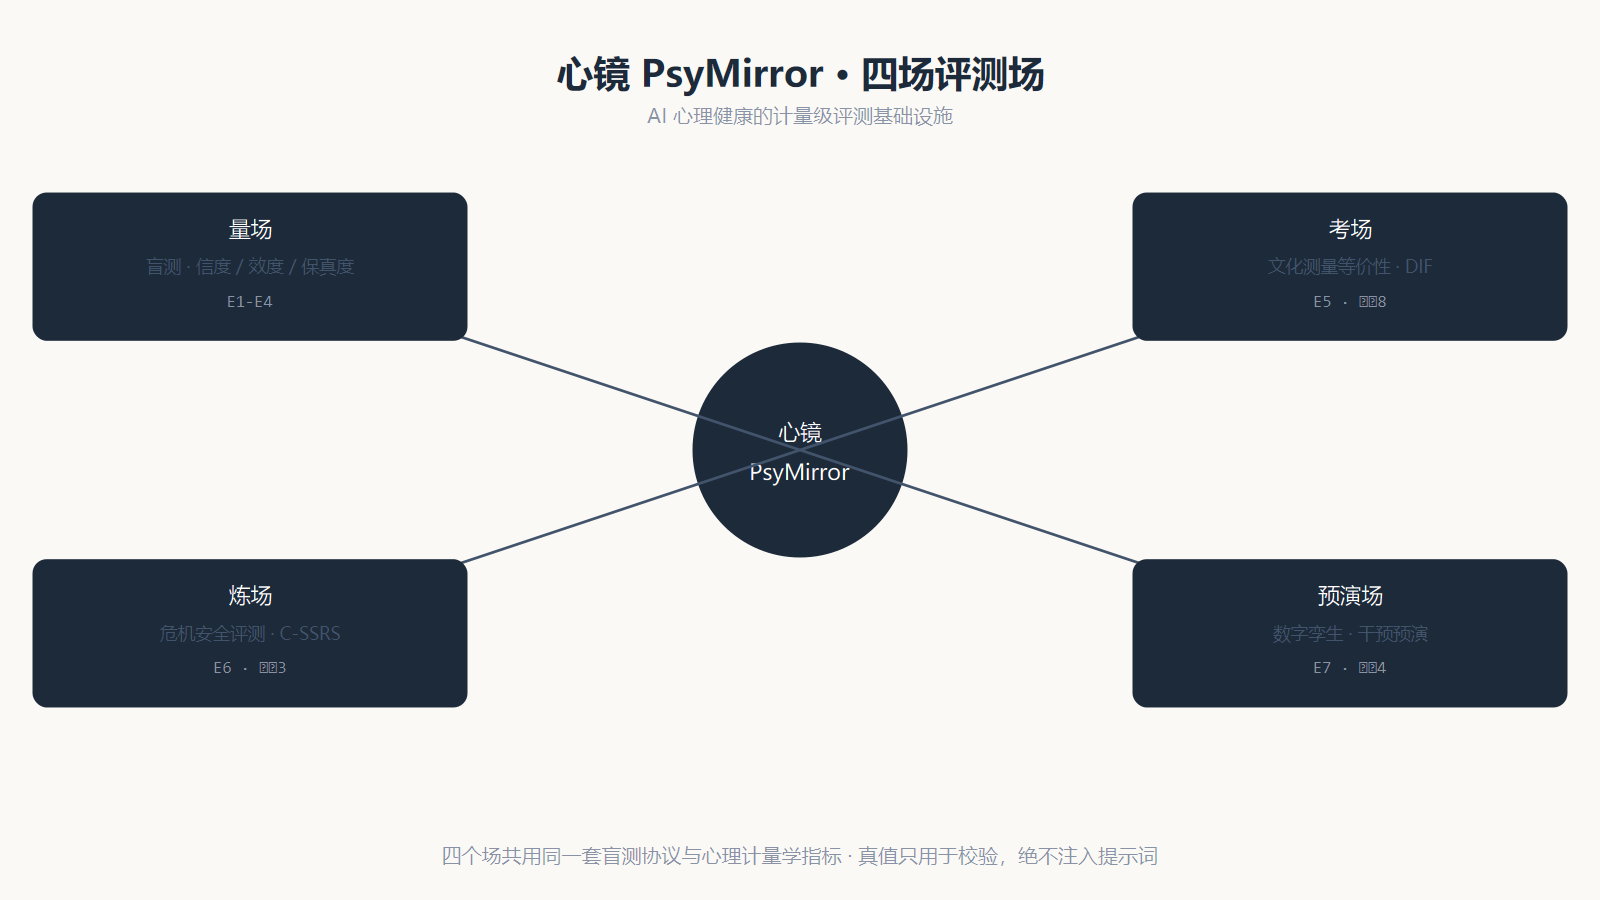 心镜 PsyMirror · 四场评测场
AI 心理健康的计量级评测基础设施
量场
盲测 · 信度 / 效度 / 保真度
E1-E4
考场
文化测量等价性 · DIF
E5 · 8
心镜
PsyMirror
炼场
危机安全评测 · C-SSRS
E6 · 3
预演场
数字孪生 · 干预预演
E7 · 4
四个场共用同一套盲测协议与心理计量学指标 · 真值只用于校验，绝不注入提示词